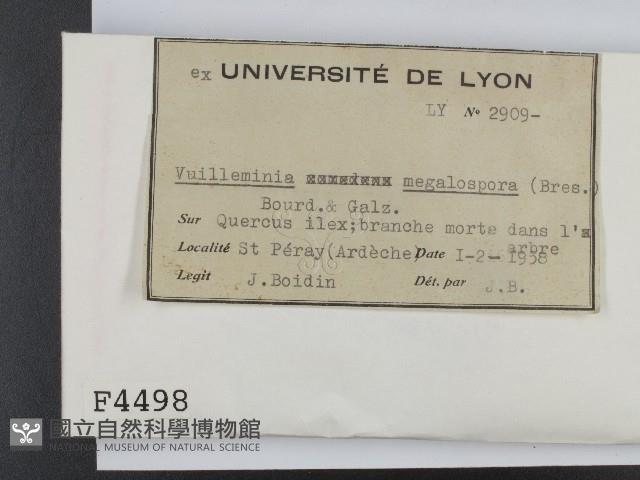 ex UNIVERSITÉ DE LYON
LY No 2909-
Vuilleminia megalospora (Bres.)
Bourd. & Galz.
Sur Quercus ilex; branche morte dans l'
arbre
Localité St Péray (Ardèche) Date I-2-1958
Legit J. Boidin Dét. par J.B.
F4498
國立自然科學博物館
NATIONAL MUSEUM OF NATURAL SCIENCE